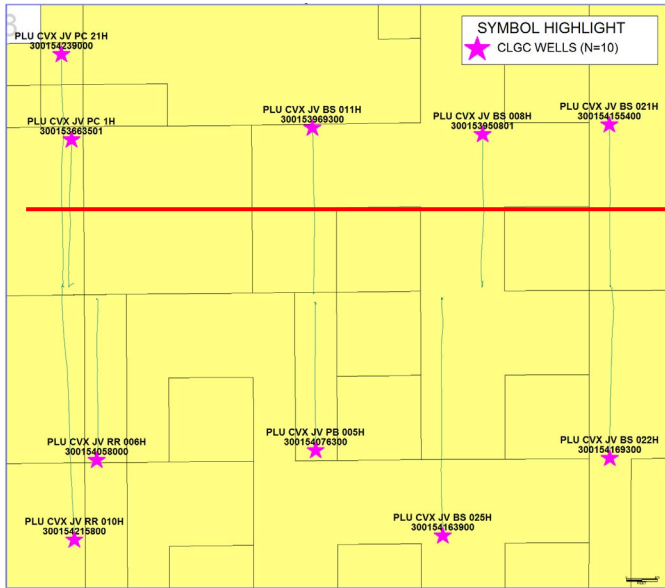 SYMBOL HIGHLIGHT
CLGC WELLS (N=10)
PLU CVX JV PC 21H
300154239000
PLU CVX JV PC 1H
300153663501
PLU CVX JV BS 011H
300153969300
PLU CVX JV BS 008H
300153950801
PLU CVX JV BS 021H
300154155400
PLU CVX JV RR 006H
300154058000
PLU CVX JV PB 005H
300154076300
PLU CVX JV BS 022H
300154169300
PLU CVX JV RR 010H
300154215800
PLU CVX JV BS 025H
300154163900